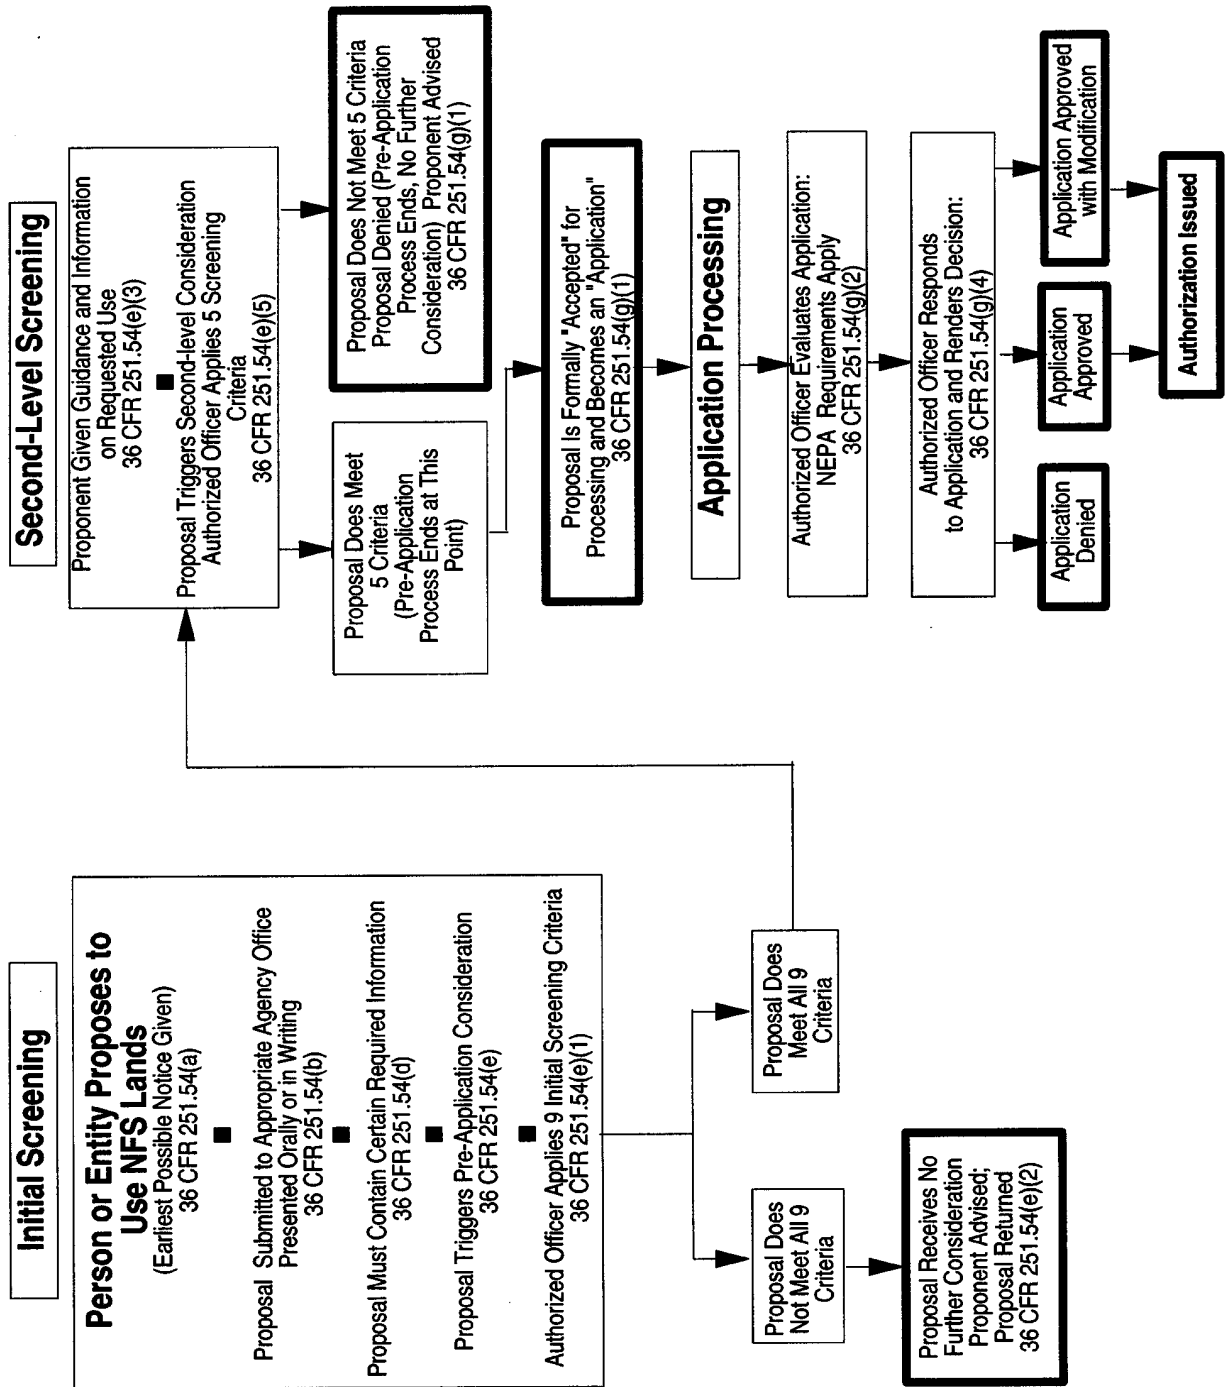 Initial Screening
Person or Entity Proposes to
Use NFS Lands
(Earliest Possible Notice Given)
36 CFR 251.54(a)
Proposal Submitted to Appropriate Agency Office
Presented Orally or in Writing
36 CFR 251.54(b)
Proposal Must Contain Certain Required Information
36 CFR 251.54(d)
Proposal Triggers Pre-Application Consideration
36 CFR 251.54(e)
Authorized Officer Applies 9 Initial Screening Criteria
36 CFR 251.54(e)(1)
Proposal Does
Not Meet All 9
Criteria
Proposal Does
Meet All 9
Criteria
Proposal Receives No
Further Consideration
Proponent Advised;
Proposal Returned
36 CFR 251.54(e)(2)
Second-Level Screening
Proponent Given Guidance and Information
on Requested Use
36 CFR 251.54(e)(3)
Proposal Triggers Second-level Consideration
Authorized Officer Applies 5 Screening
Criteria
36 CFR 251.54(e)(5)
Proposal Does Meet
5 Criteria
(Pre-Application
Process Ends at This
Point)
Proposal Does Not Meet 5 Criteria
Proposal Denied (Pre-Application
Process Ends, No Further
Consideration) Proponent Advised
36 CFR 251.54(g)(1)
Proposal Is Formally "Accepted" for
Processing and Becomes an "Application"
36 CFR 251.54(g)(1)
Application Processing
Authorized Officer Evaluates Application:
NEPA Requirements Apply
36 CFR 251.54(g)(2)
Authorized Officer Responds
to Application and Renders Decision:
36 CFR 251.54(g)(4)
Application
Denied
Application
Approved
Application Approved
with Modification
Authorization Issued